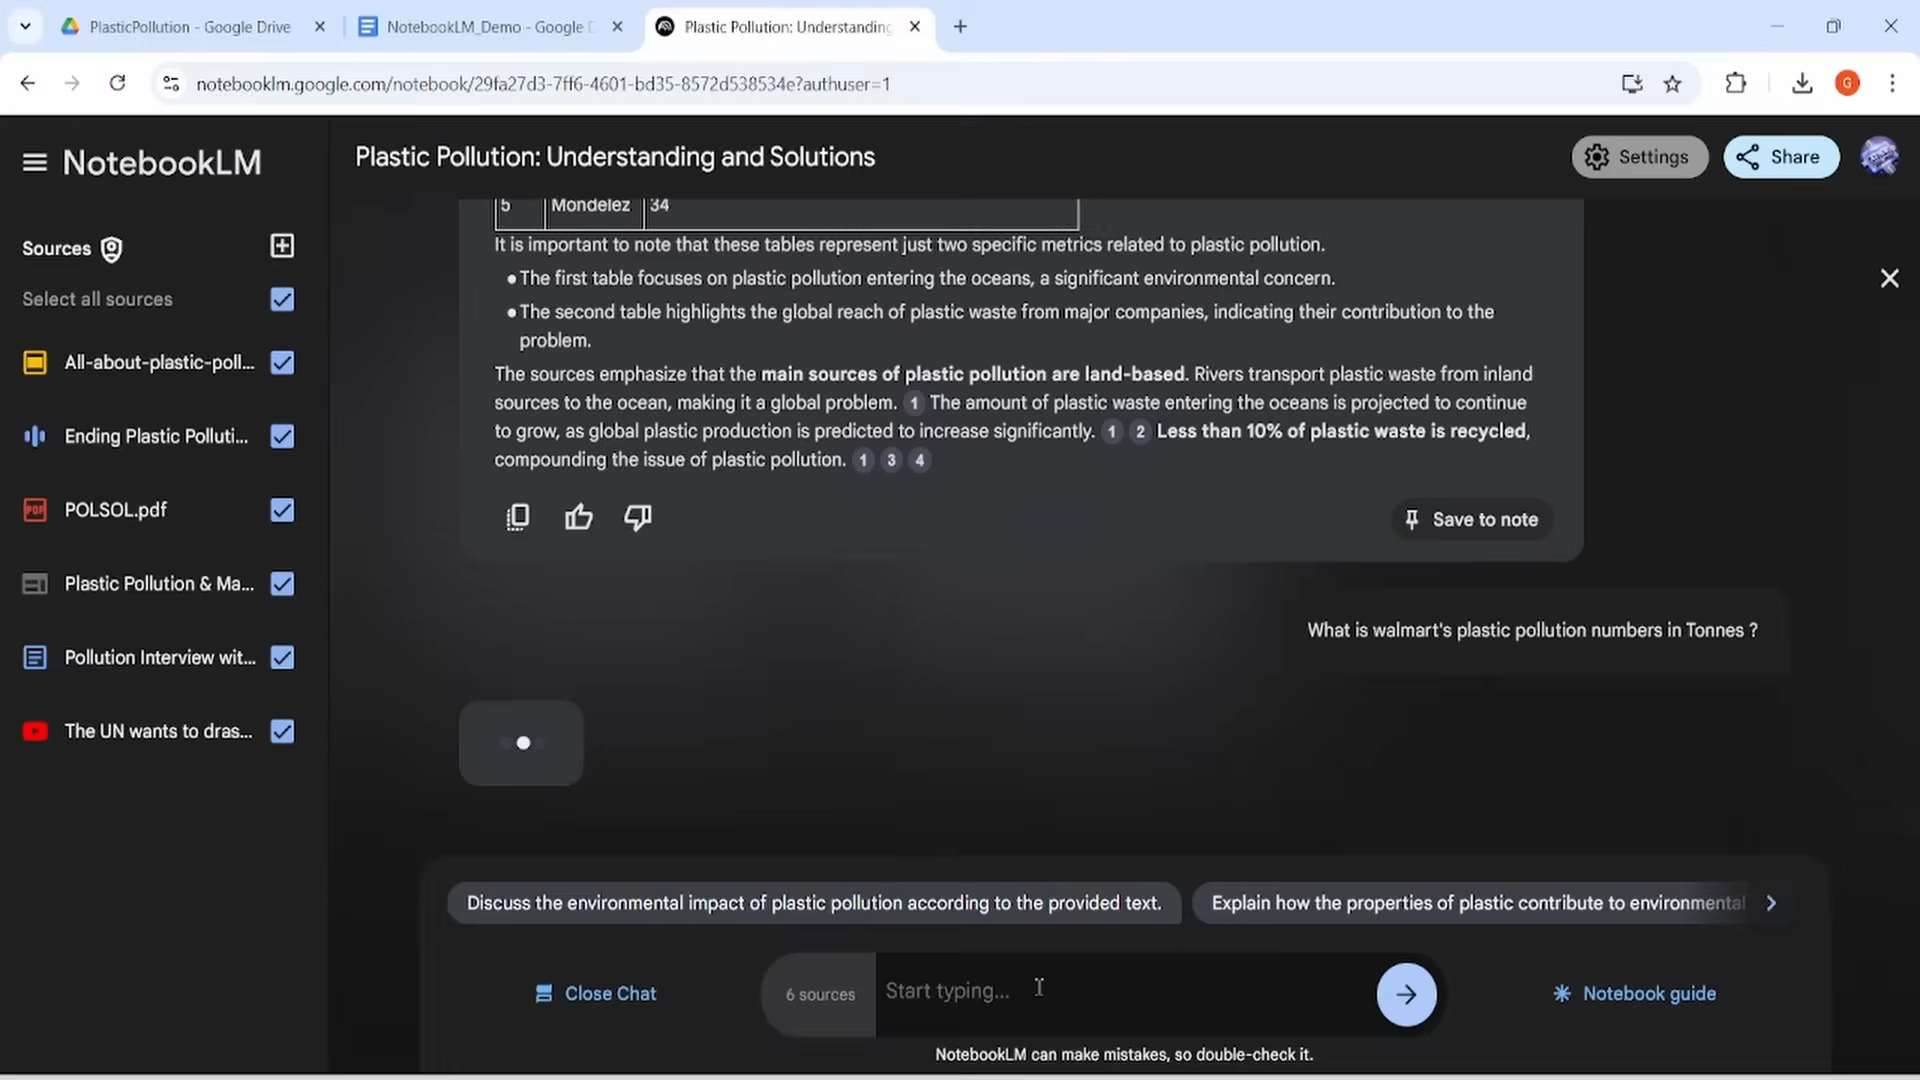 PlasticPollution - Google Drive
NotebookLM_Demo - Google D
Plastic Pollution: Understanding
notebooklm.google.com/notebook/29fa27d3-7ff6-4601-bd35-8572d538534e?authuser=1
G
NotebookLM
Plastic Pollution: Understanding and Solutions
Settings
Share
Sources
Select all sources
All-about-plastic-poll...
Ending Plastic Polluti...
PDF
POLSOL.pdf
Plastic Pollution & Ma...
Pollution Interview wit...
The UN wants to dras...
5 Mondelez 34
It is important to note that these tables represent just two specific metrics related to plastic pollution.
● The first table focuses on plastic pollution entering the oceans, a significant environmental concern.
● The second table highlights the global reach of plastic waste from major companies, indicating their contribution to the
problem.
The sources emphasize that the main sources of plastic pollution are land-based. Rivers transport plastic waste from inland
sources to the ocean, making it a global problem. 1 The amount of plastic waste entering the oceans is projected to continue
to grow, as global plastic production is predicted to increase significantly. 1 2 Less than 10% of plastic waste is recycled,
compounding the issue of plastic pollution. 1 3 4
Save to note
What is walmart's plastic pollution numbers in Tonnes ?
Discuss the environmental impact of plastic pollution according to the provided text.
Explain how the properties of plastic contribute to environmental
Close Chat
6 sources
Start typing...
Notebook guide
NotebookLM can make mistakes, so double-check it.